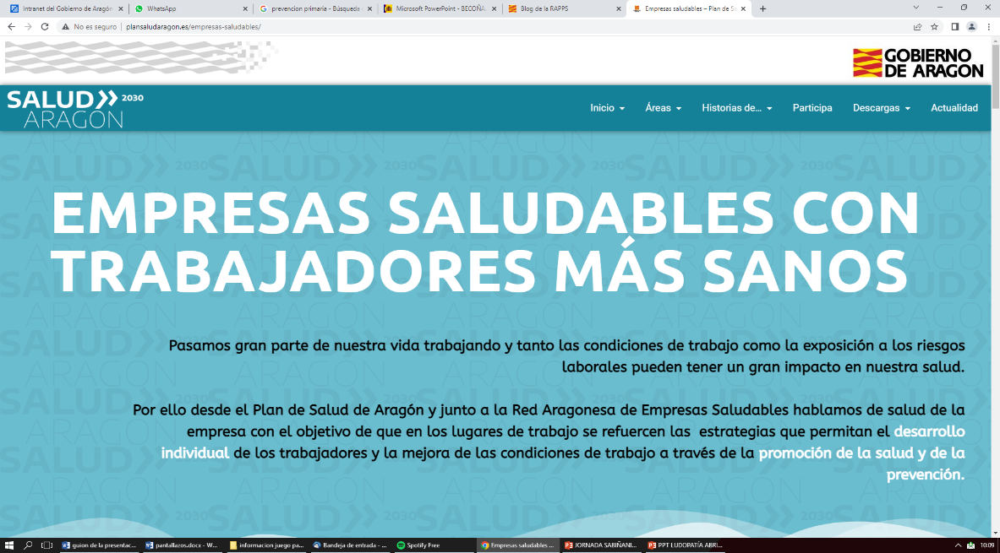 Intranet del Gobierno de Aragón
WhatsApp
prevencion primaria - Búsqueda
Microsoft PowerPoint - BECOÑA
Blog de la RAPPS
Empresas saludables – Plan de Sa
No es seguro
plansaludaragon.es/empresas-saludables/
GOBIERNO
DE ARAGON
SALUD 2030
ARAGON
Inicio
Áreas
Historias de...
Participa
Descargas
Actualidad
EMPRESAS SALUDABLES CON
TRABAJADORES MÁS SANOS
Pasamos gran parte de nuestra vida trabajando y tanto las condiciones de trabajo como la exposición a los riesgos
laborales pueden tener un gran impacto en nuestra salud.
Por ello desde el Plan de Salud de Aragón y junto a la Red Aragonesa de Empresas Saludables hablamos de salud de la
empresa con el objetivo de que en los lugares de trabajo se refuercen las estrategias que permitan el desarrollo
individual de los trabajadores y la mejora de las condiciones de trabajo a través de la promoción de la salud y de la
prevención.
guion de la presentac...
pantallazos.docx - W...
informacion juego pa...
Bandeja de entrada - ...
Spotify Free
Empresas saludables ...
JORNADA SABIÑANI...
PPT LUDOPATÍA ABRI...
10:09